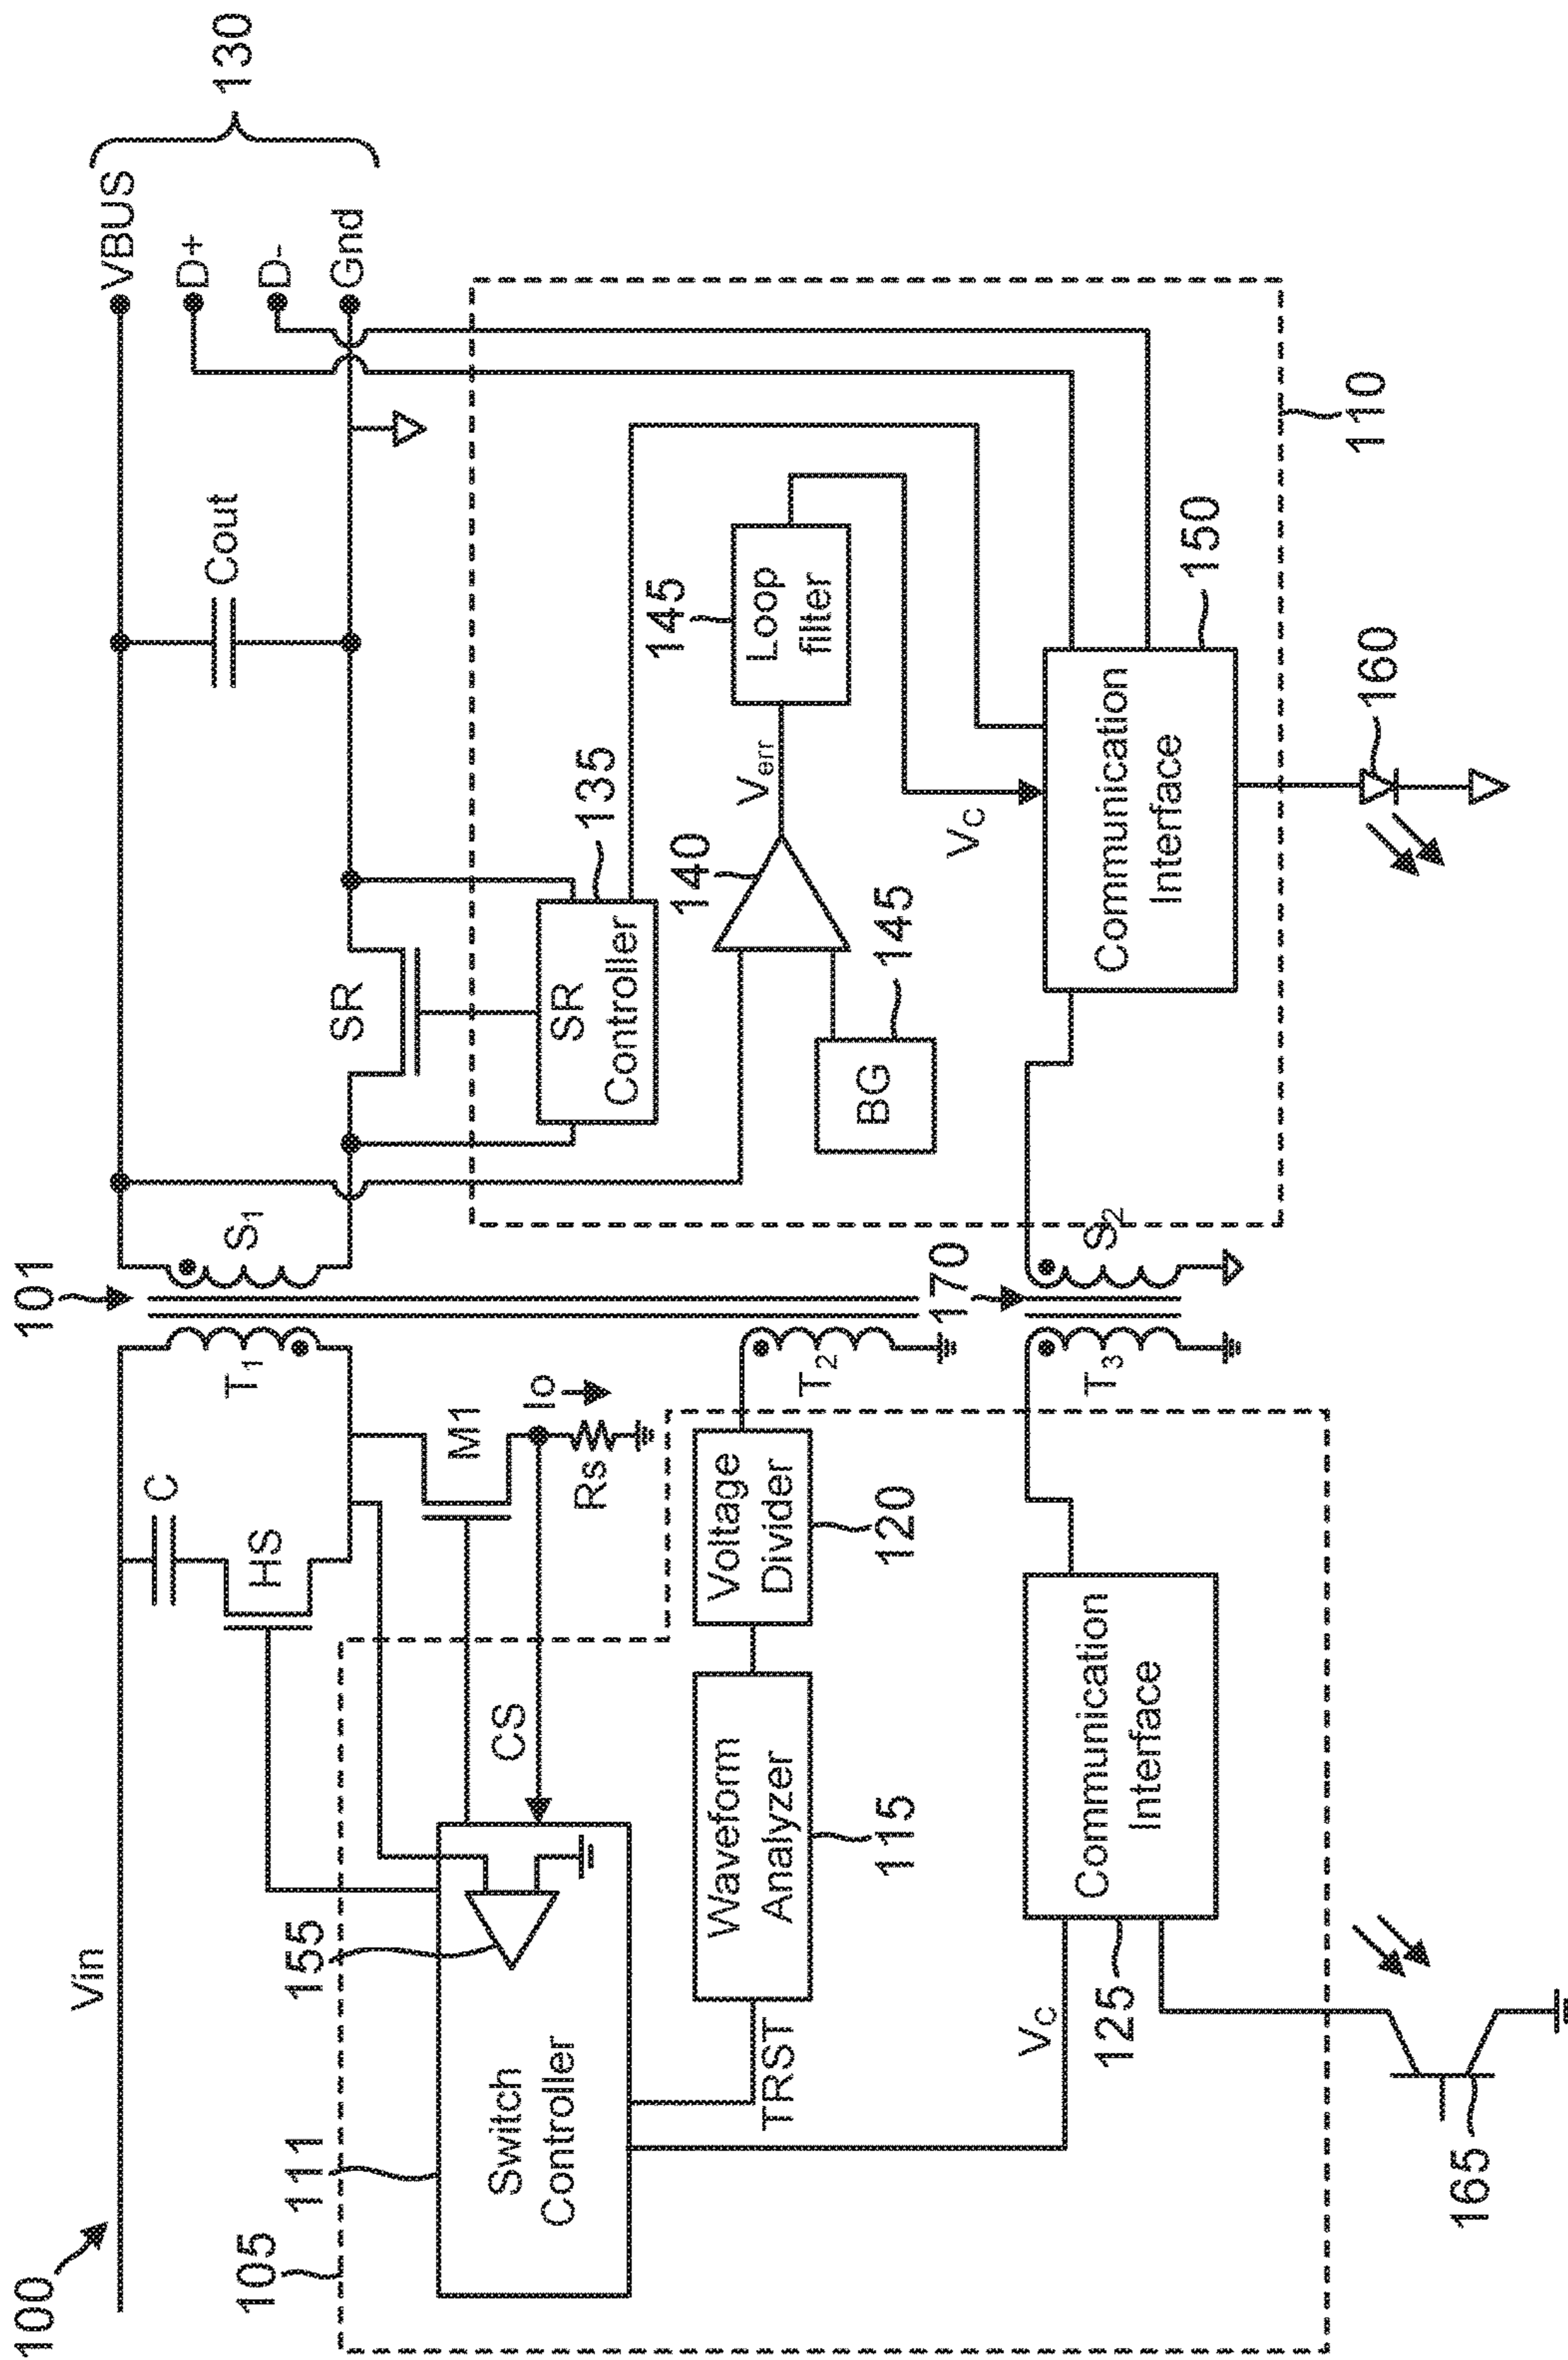 100
Vin
101
VBUS
130
D+
D-
Gnd
C
HS
T1
S1
Cout
SR
M1
Io
Rs
CS
105
111
155
Switch
Controller
SR
Controller
135
140
Verr
145
Loop
filter
BG
145
TRST
Waveform
Analyzer
115
Voltage
Divider
120
T2
VC
VC
125
Communication
Interface
T3
170
S2
Communication
Interface
150
110
160
165